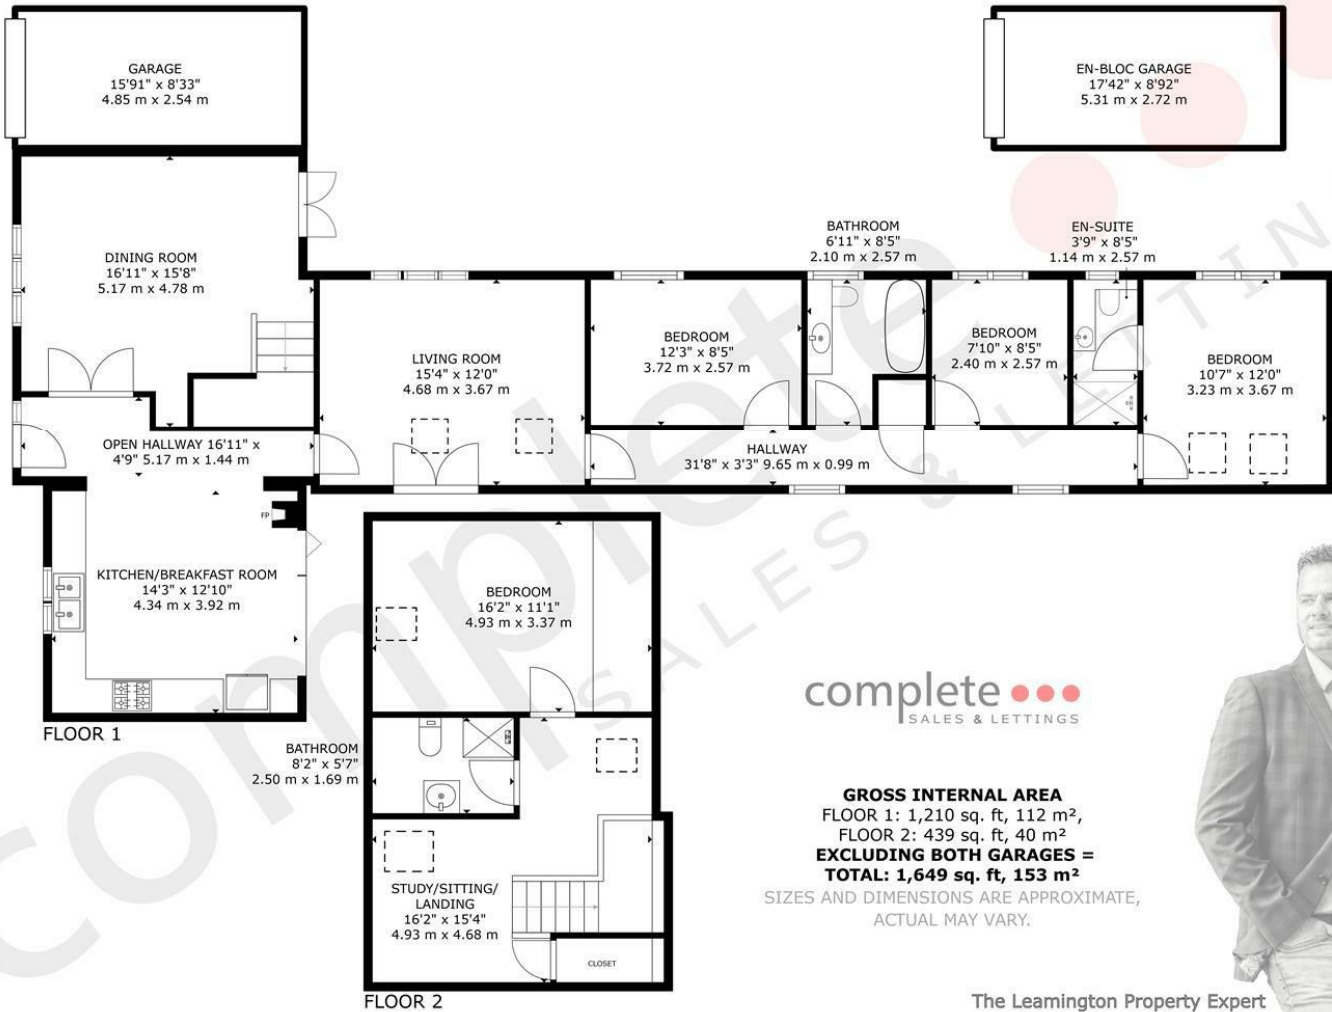 GARAGE
15'91" x 8'33"
4.85 m x 2.54 m
EN-BLOC GARAGE
17'42" x 8'92"
5.31 m x 2.72 m
DINING ROOM
16'11" x 15'8"
5.17 m x 4.78 m
BATHROOM
6'11" x 8'5"
2.10 m x 2.57 m
EN-SUITE
3'9" x 8'5"
1.14 m x 2.57 m
LIVING ROOM
15'4" x 12'0"
4.68 m x 3.67 m
BEDROOM
12'3" x 8'5"
3.72 m x 2.57 m
BEDROOM
7'10" x 8'5"
2.40 m x 2.57 m
BEDROOM
10'7" x 12'0"
3.23 m x 3.67 m
OPEN HALLWAY 16'11" x
4'9" 5.17 m x 1.44 m
HALLWAY
31'8" x 3'3" 9.65 m x 0.99 m
FP
KITCHEN/BREAKFAST ROOM
14'3" x 12'10"
4.34 m x 3.92 m
FLOOR 1
BEDROOM
16'2" x 11'1"
4.93 m x 3.37 m
BATHROOM
8'2" x 5'7"
2.50 m x 1.69 m
STUDY/SITTING/
LANDING
16'2" x 15'4"
4.93 m x 4.68 m
CLOSET
FLOOR 2
complete
SALES & LETTINGS
GROSS INTERNAL AREA
FLOOR 1: 1,210 sq. ft, 112 m²,
FLOOR 2: 439 sq. ft, 40 m²
EXCLUDING BOTH GARAGES =
TOTAL: 1,649 sq. ft, 153 m²
SIZES AND DIMENSIONS ARE APPROXIMATE,
ACTUAL MAY VARY.
The Leamington Property Expert
complete
SALES & LETTIN